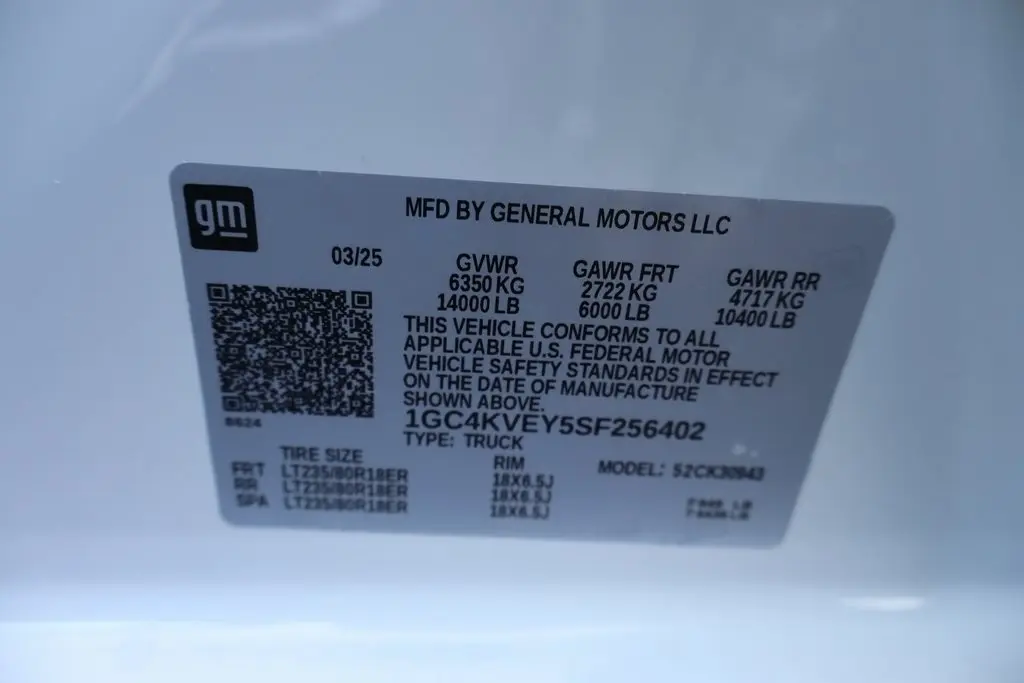 gm
MFD BY GENERAL MOTORS LLC
03/25
GVWR
6350 KG
14000 LB
GAWR FRT
2722 KG
6000 LB
GAWR RR
4717 KG
10400 LB
THIS VEHICLE CONFORMS TO ALL
APPLICABLE U.S. FEDERAL MOTOR
VEHICLE SAFETY STANDARDS IN EFFECT
ON THE DATE OF MANUFACTURE
SHOWN ABOVE.
1GC4KVEY5SF256402
TYPE: TRUCK
TIRE SIZE RIM MODEL: 52CK30943
FRT LT235/80R18ER 18X6.5J
RR LT235/80R18ER 18X6.5J
SPA LT235/80R18ER 18X6.5J